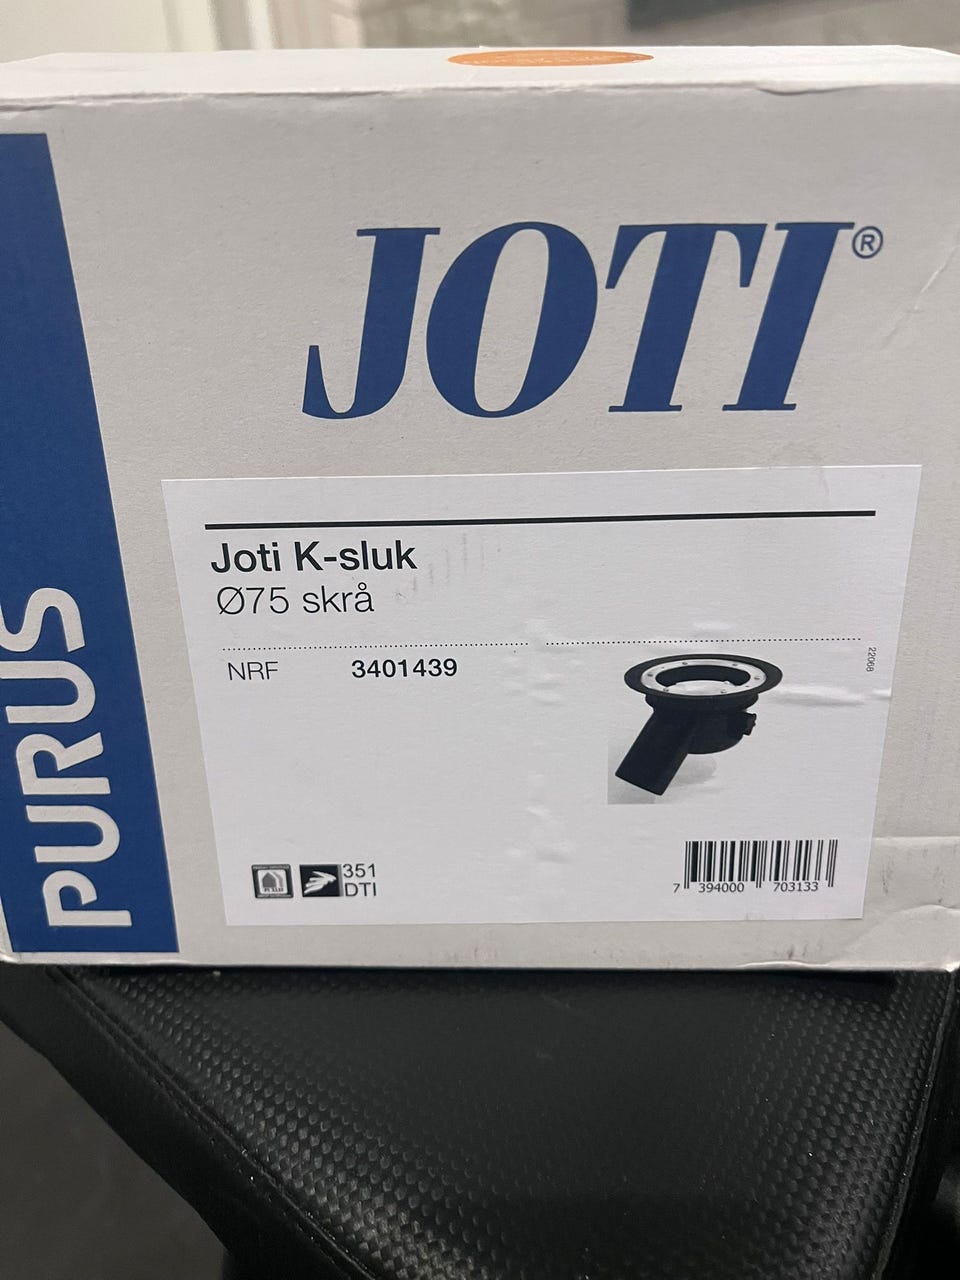 JOTI®
PURUS
Joti K-sluk
Ø75 skrå
NRF 3401439
22068
351
DTI
7 394000 703133